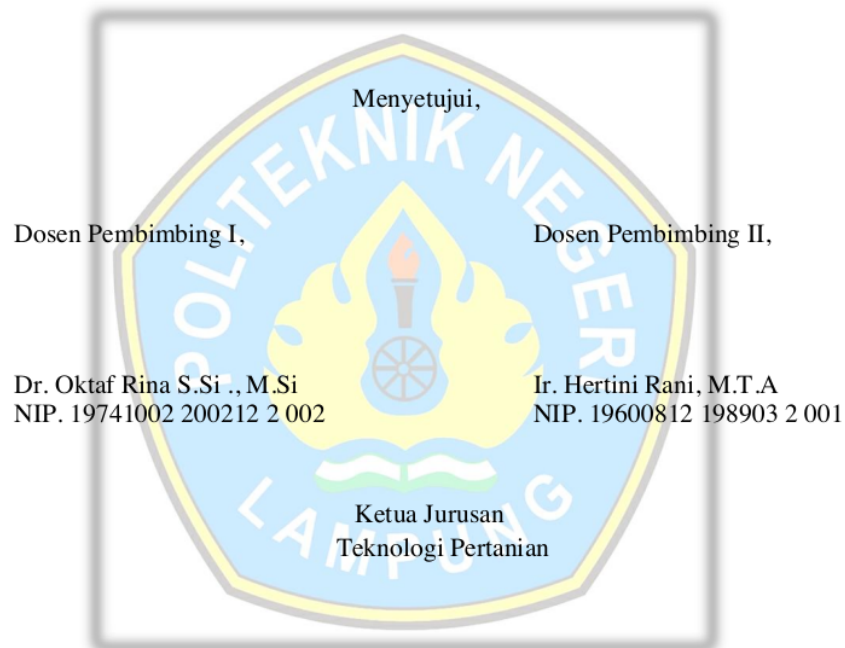 Menyetujui,
POLITEKNIK NEGERI
LAMPUNG
Dosen Pembimbing I,
Dosen Pembimbing II,
Dr. Oktaf Rina S.Si ., M.Si
NIP. 19741002 200212 2 002
Ir. Hertini Rani, M.T.A
NIP. 19600812 198903 2 001
Ketua Jurusan
Teknologi Pertanian